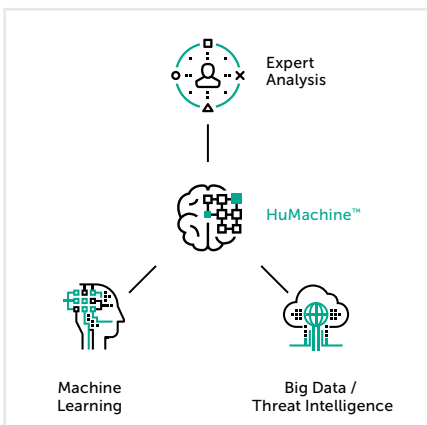 Expert
Analysis
HuMachine™
Machine
Learning
Big Data /
Threat Intelligence